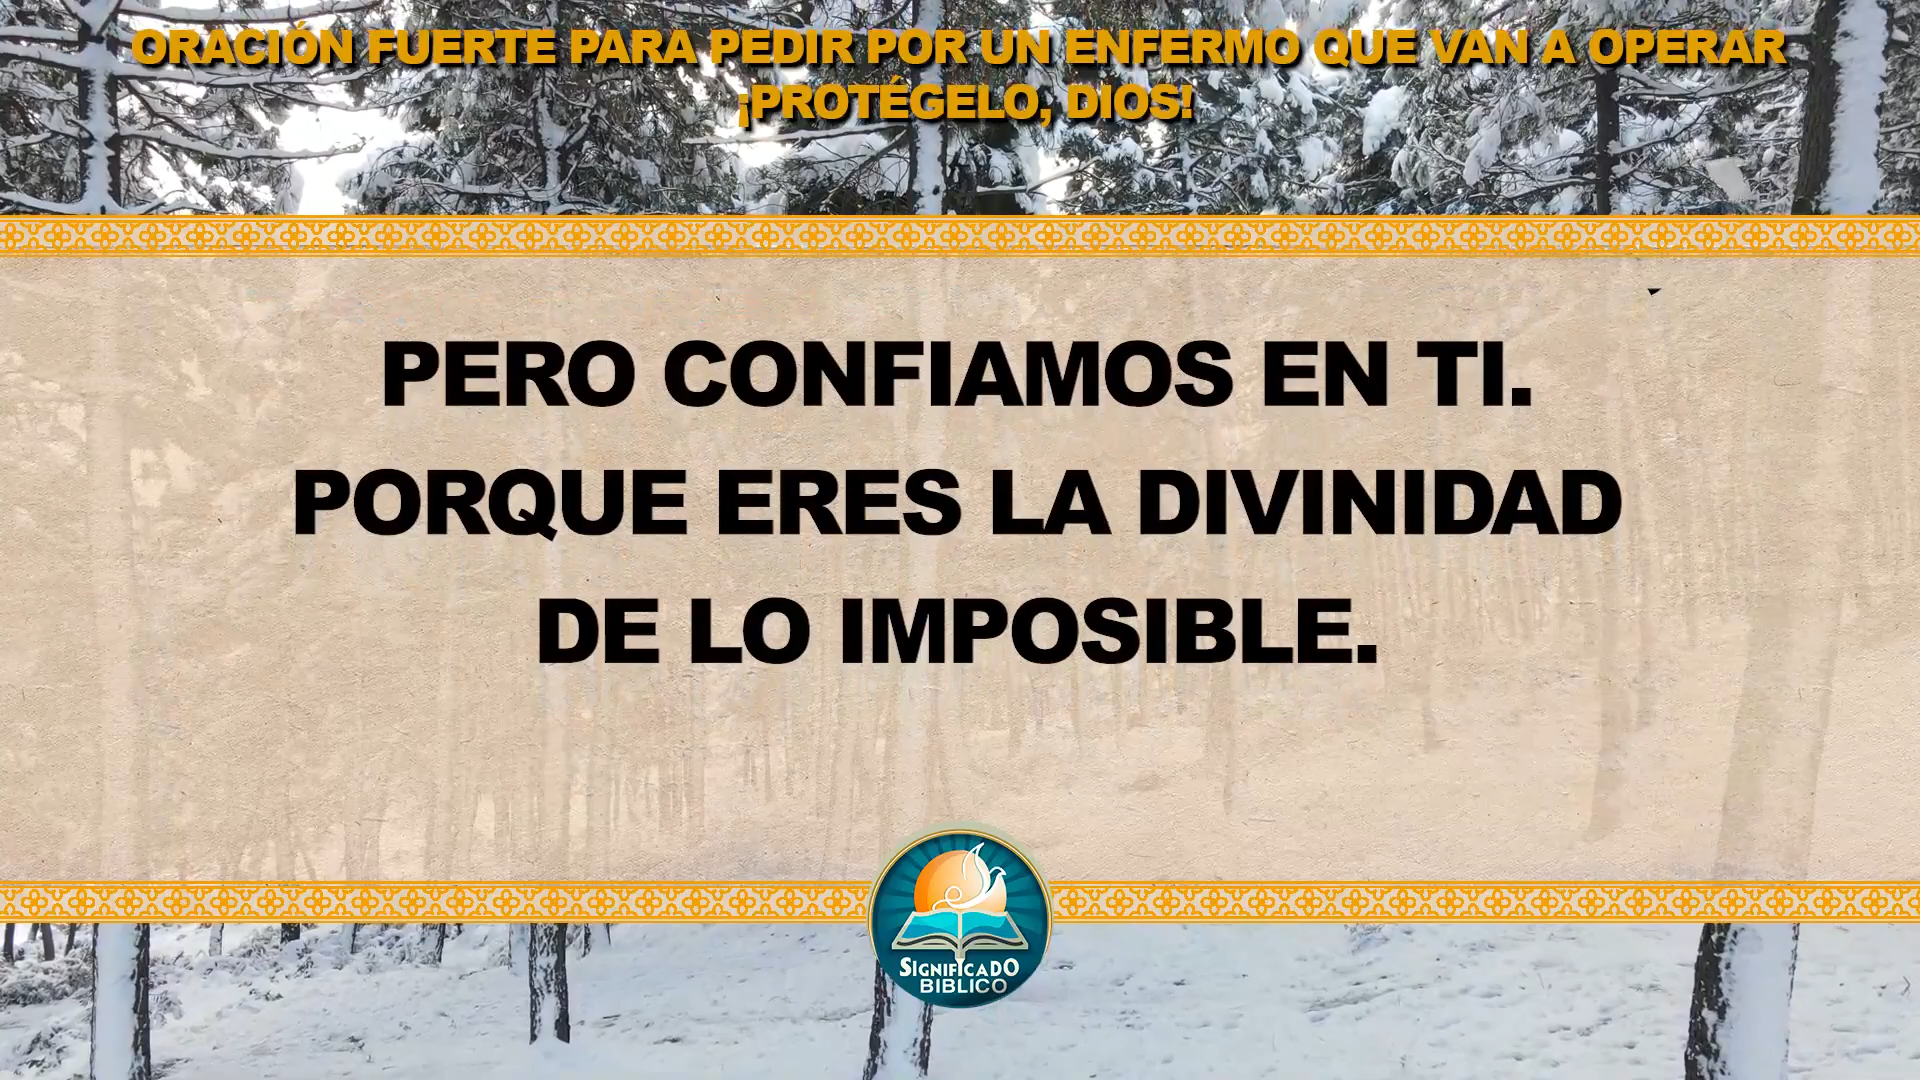 ORACIÓN FUERTE PARA PEDIR POR UN ENFERMO QUE VAN A OPERAR
¡PROTÉGELO, DIOS!
PERO CONFIAMOS EN TI.
PORQUE ERES LA DIVINIDAD
DE LO IMPOSIBLE.
SIGNIFICADO
BIBLICO